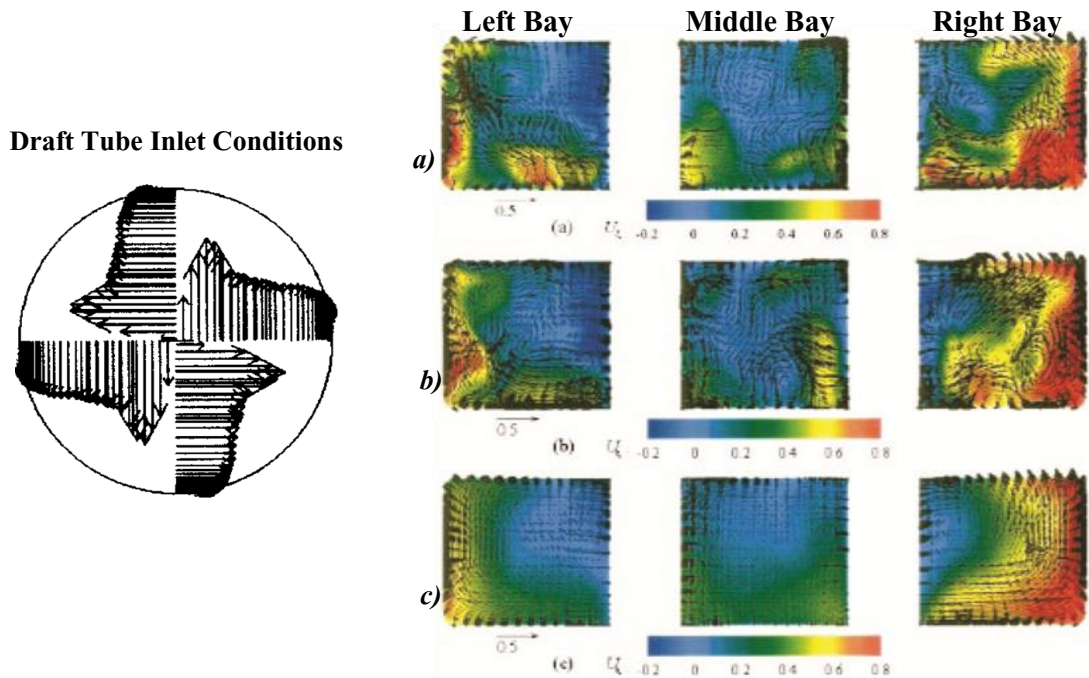 Left Bay Middle Bay Right Bay
Draft Tube Inlet Conditions
a)
0.5 (a) -0.2 0 0.2 0.4 0.6 0.8
b)
0.5 (b) -0.2 0 0.2 0.4 0.6 0.8
c)
0.5 (c) -0.2 0 0.2 0.4 0.6 0.8